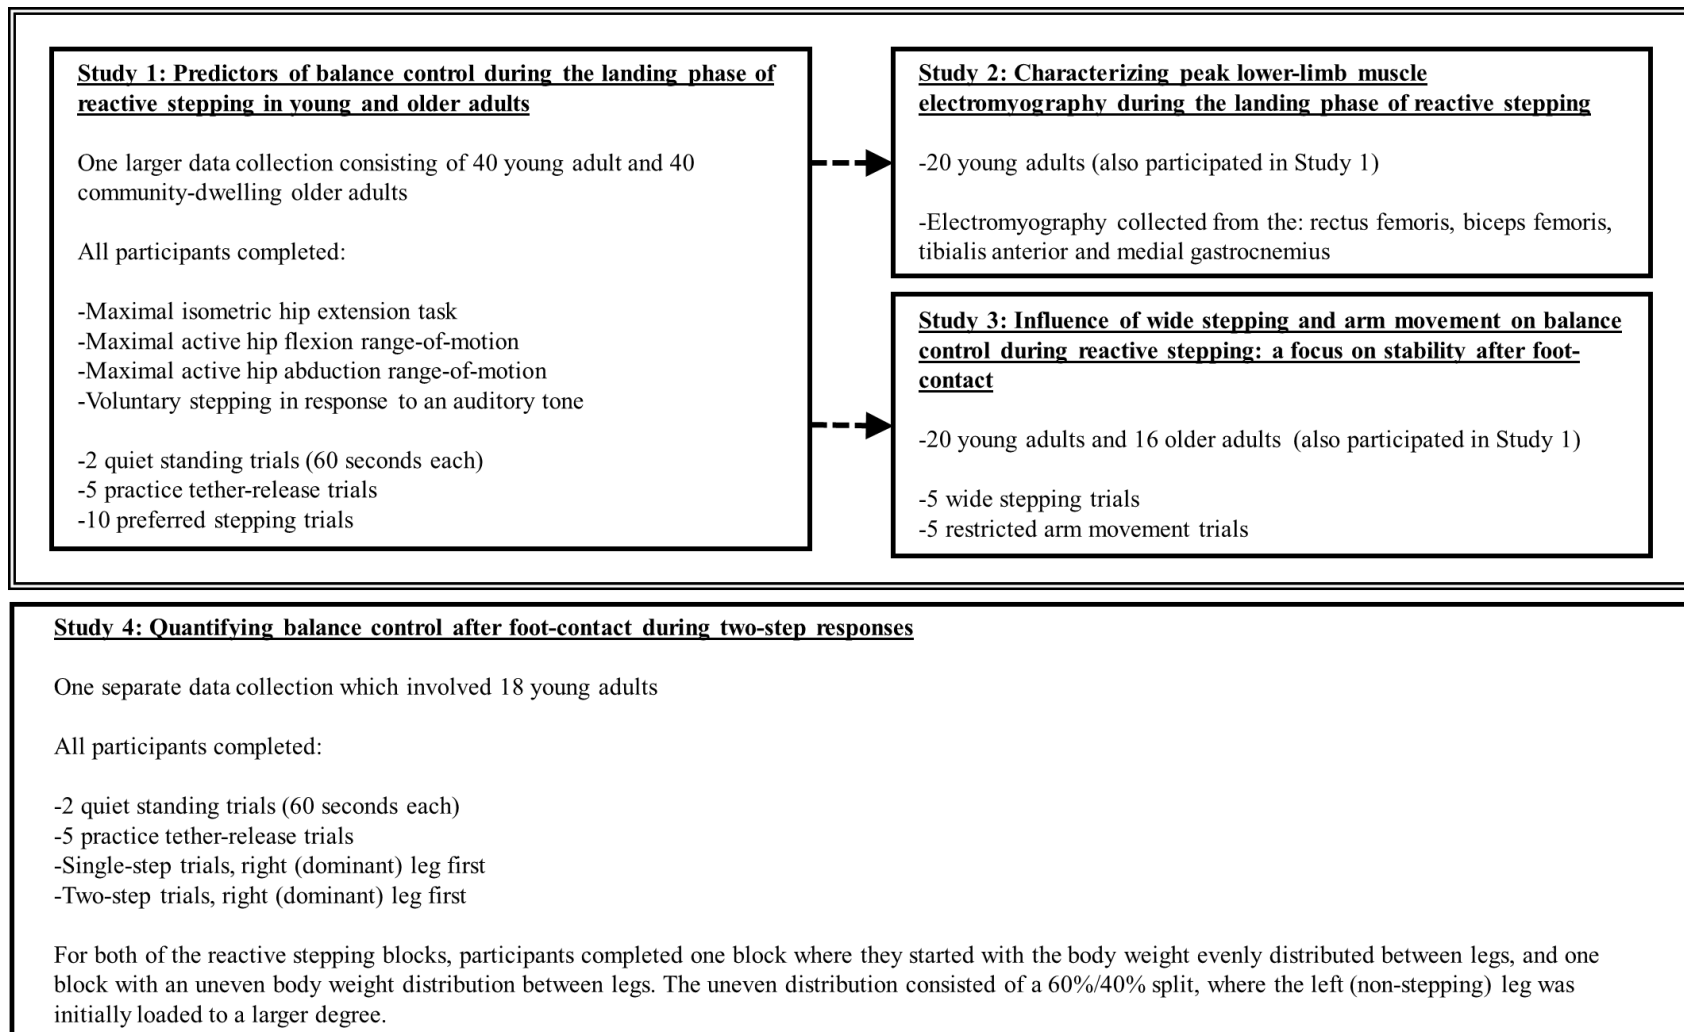 Study 1: Predictors of balance control during the landing phase of
reactive stepping in young and older adults
One larger data collection consisting of 40 young adult and 40
community-dwelling older adults
All participants completed:
-Maximal isometric hip extension task
-Maximal active hip flexion range-of-motion
-Maximal active hip abduction range-of-motion
-Voluntary stepping in response to an auditory tone
-2 quiet standing trials (60 seconds each)
-5 practice tether-release trials
-10 preferred stepping trials
Study 2: Characterizing peak lower-limb muscle
electromyography during the landing phase of reactive stepping
-20 young adults (also participated in Study 1)
-Electromyography collected from the: rectus femoris, biceps femoris,
tibialis anterior and medial gastrocnemius
Study 3: Influence of wide stepping and arm movement on balance
control during reactive stepping: a focus on stability after foot-
contact
-20 young adults and 16 older adults (also participated in Study 1)
-5 wide stepping trials
-5 restricted arm movement trials
Study 4: Quantifying balance control after foot-contact during two-step responses
One separate data collection which involved 18 young adults
All participants completed:
-2 quiet standing trials (60 seconds each)
-5 practice tether-release trials
-Single-step trials, right (dominant) leg first
-Two-step trials, right (dominant) leg first
For both of the reactive stepping blocks, participants completed one block where they started with the body weight evenly distributed between legs, and one
block with an uneven body weight distribution between legs. The uneven distribution consisted of a 60%/40% split, where the left (non-stepping) leg was
initially loaded to a larger degree.